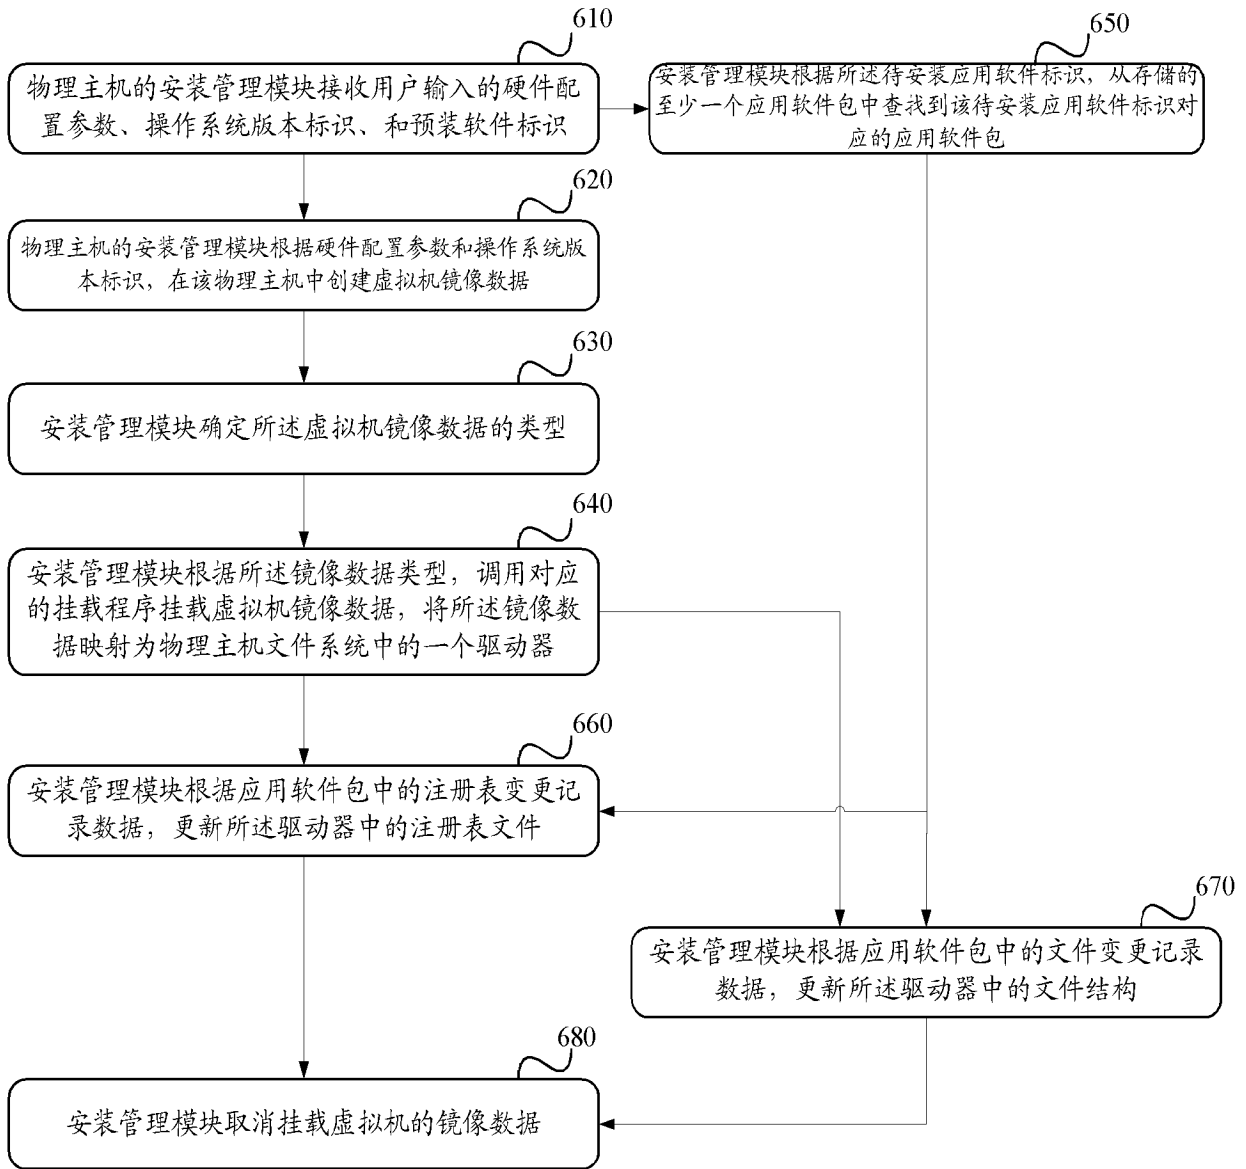 610
物理主机的安装管理模块接收用户输入的硬件配
置参数、操作系统版本标识、和预装软件标识
650
安装管理模块根据所述待安装应用软件标识，从存储的
至少一个应用软件包中查找到该待安装应用软件标识对
应的应用软件包
620
物理主机的安装管理模块根据硬件配置参数和操作系统版
本标识，在该物理主机中创建虚拟机镜像数据
630
安装管理模块确定所述虚拟机镜像数据的类型
640
安装管理模块根据所述镜像数据类型，调用对应
的挂载程序挂载虚拟机镜像数据，将所述镜像数
据映射为物理主机文件系统中的一个驱动器
660
安装管理模块根据应用软件包中的注册表变更记
录数据，更新所述驱动器中的注册表文件
670
安装管理模块根据应用软件包中的文件变更记录
数据，更新所述驱动器中的文件结构
680
安装管理模块取消挂载虚拟机的镜像数据